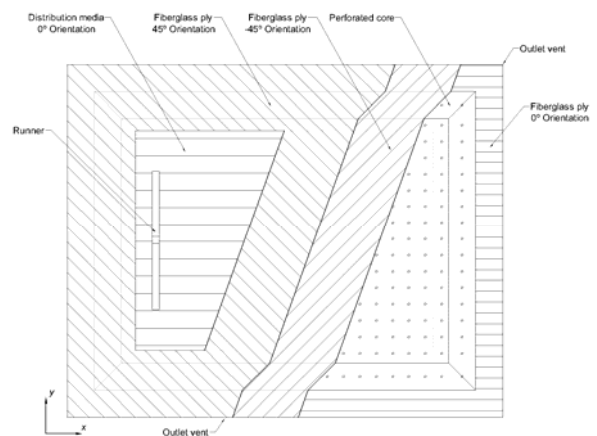 Distribution media
0° Orientation
Fiberglass ply
45° Orientation
Fiberglass ply
-45° Orientation
Perforated core
Outlet vent
Fiberglass ply
0° Orientation
Runner
y
x
Outlet vent